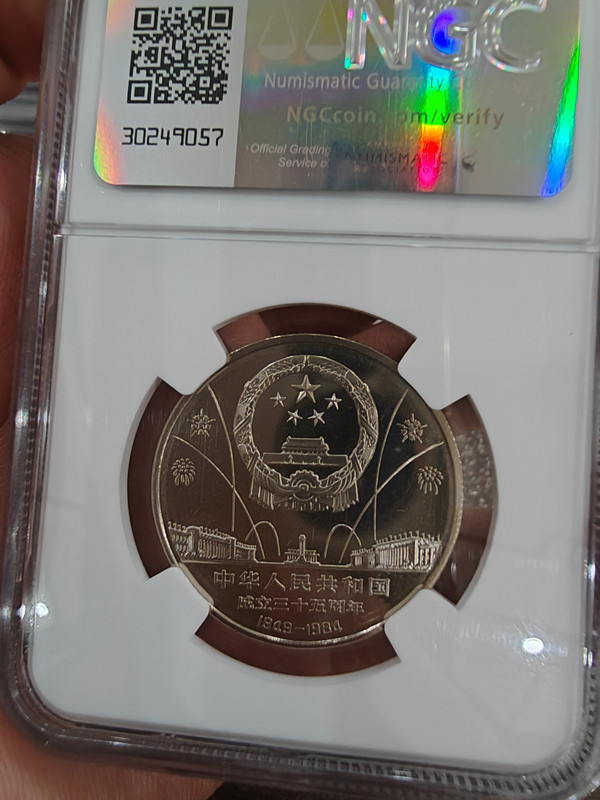 NGC
Numismatic Guaranty
NGCcoin.com/verify
30249057
Official Grading
Service of
NUMISMATIC
中华人民共和国
成立三十五周年
1949-1984